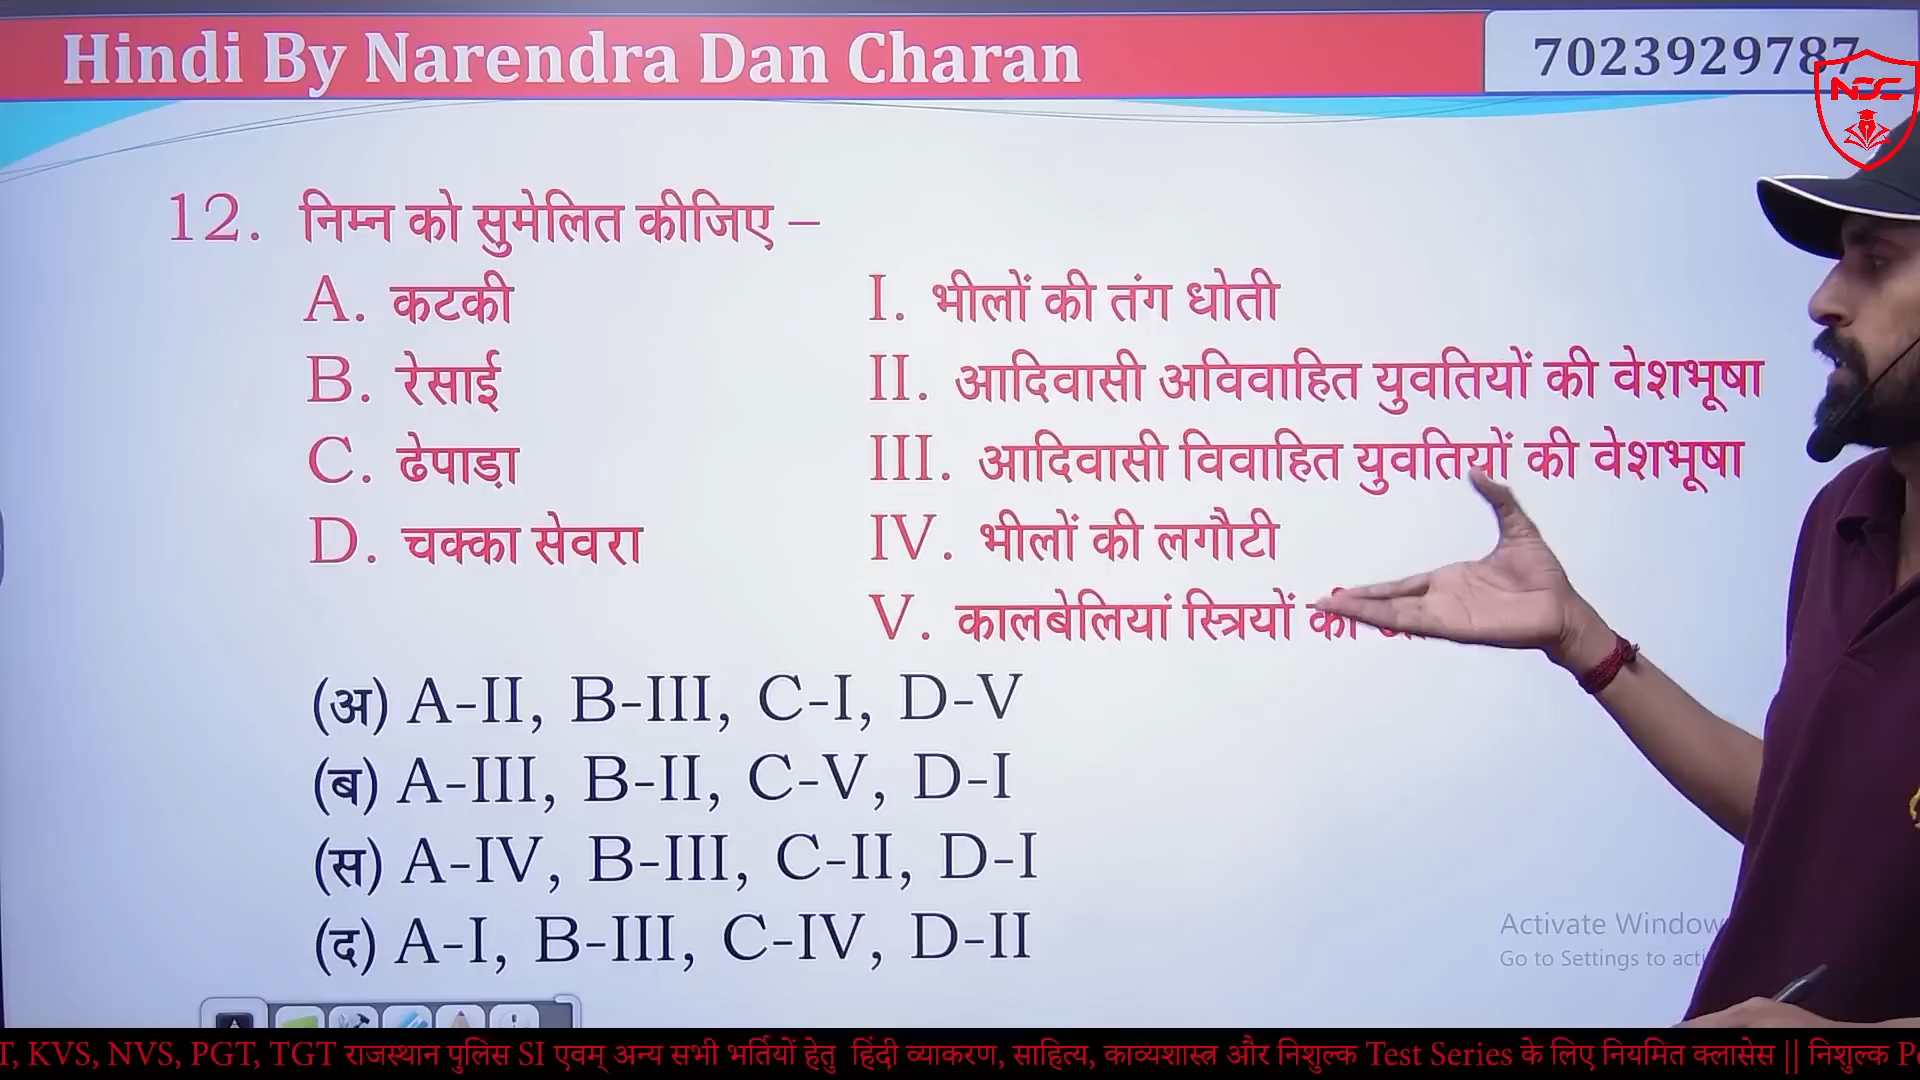 Hindi By Narendra Dan Charan
7023929787
NSC
12. निम्न को सुमेलित कीजिए –
A. कटकी
I. भीलों की तंग धोती
B. रेसाई
II. आदिवासी अविवाहित युवतियों की वेशभूषा
C. ढेपाड़ा
III. आदिवासी विवाहित युवतियों की वेशभूषा
D. चक्का सेवरा
IV. भीलों की लगौटी
V. कालबेलियां स्त्रियों की
(अ) A-II, B-III, C-I, D-V
(ब) A-III, B-II, C-V, D-I
(स) A-IV, B-III, C-II, D-I
(द) A-I, B-III, C-IV, D-II
Activate Window
Go to Settings to acti
T, KVS, NVS, PGT, TGT राजस्थान पुलिस SI एवम् अन्य सभी भर्तियों हेतु हिंदी व्याकरण, साहित्य, काव्यशास्त्र और निशुल्क Test Series के लिए नियमित क्लासेस || निशुल्क P